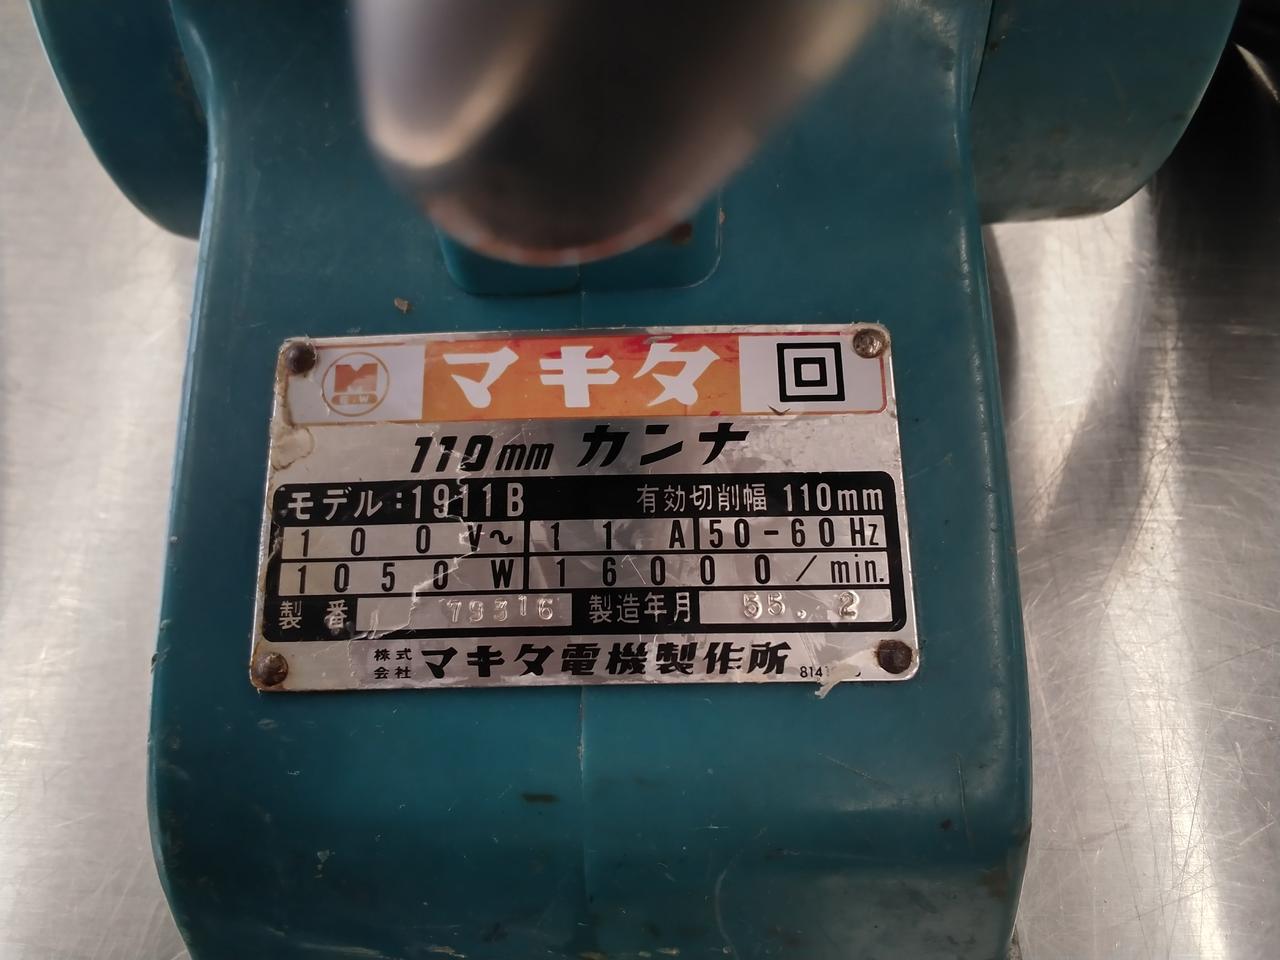 M
E.W
マキタ
110mm カンナ
モデル:1911B 有効切削幅 110mm
100V~ 11A 50-60Hz
1050W 16000/min.
製番 79316 製造年月 55.2
株式会社 マキタ電機製作所